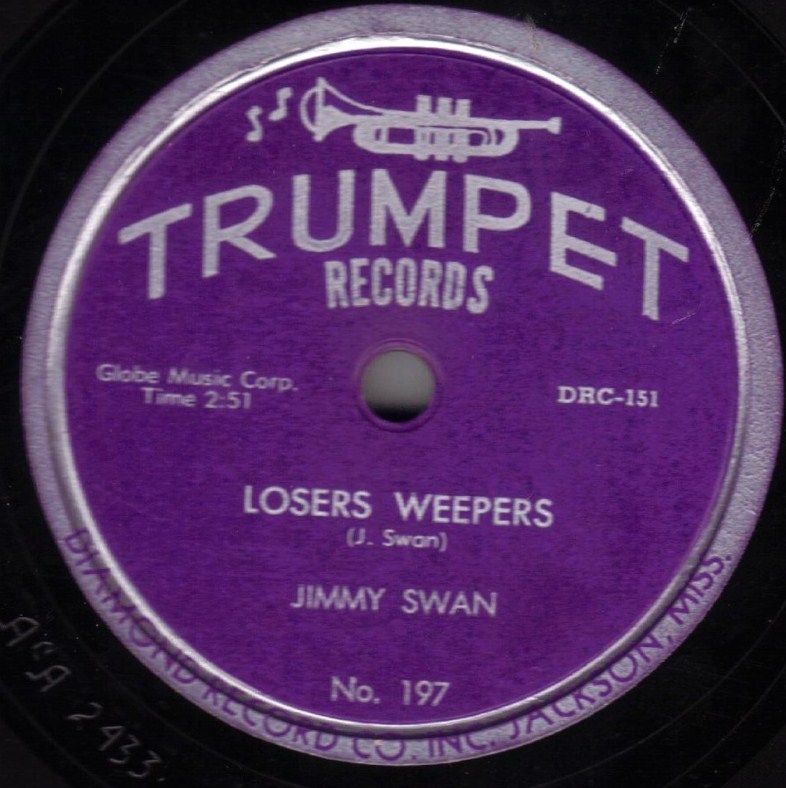 TRUMPET
RECORDS
Globe Music Corp.
Time 2:51
DRC-151
LOSERS WEEPERS
(J. Swan)
JIMMY SWAN
No. 197
DIAMOND RECORD CO. INC. JACKSON, MISS.
A'A 2433